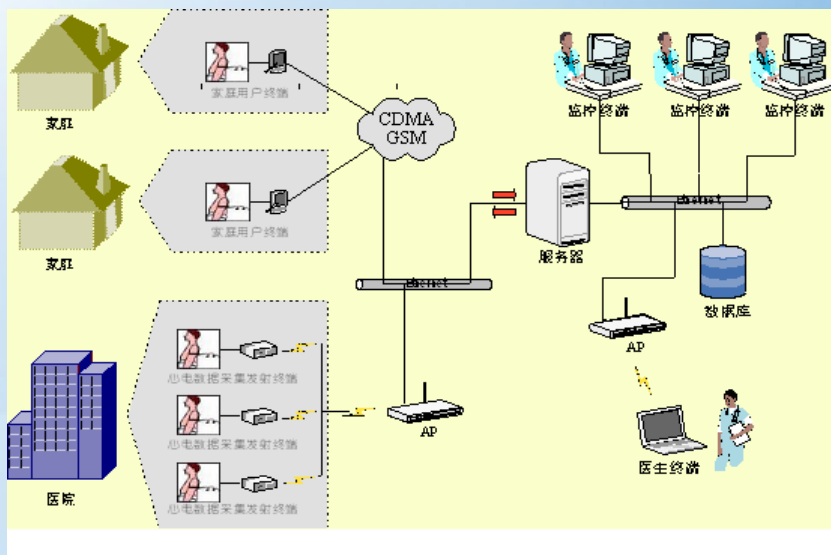 家庭用户终端
家庭
CDMA
GSM
监控终端
监控终端
监控终端
家庭用户终端
家庭
Ethernet
服务器
Ethernet
数据库
AP
心电数据采集发射终端
心电数据采集发射终端
AP
心电数据采集发射终端
医院
医生终端